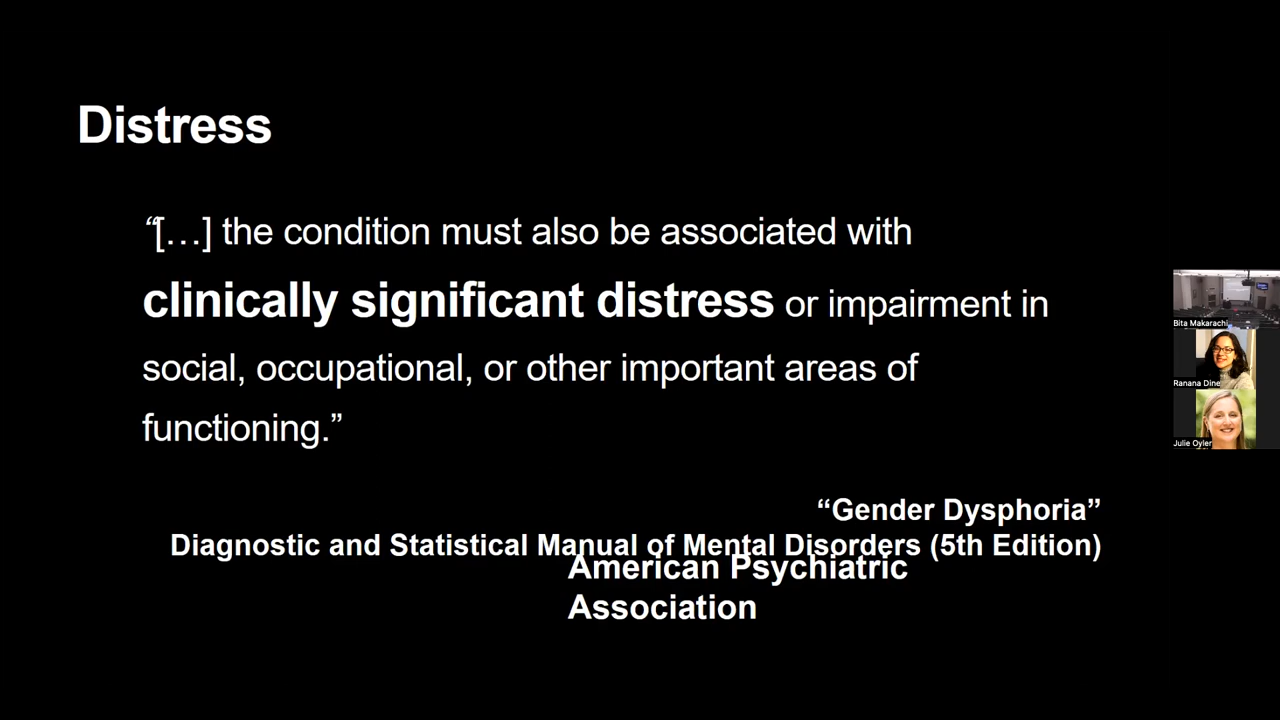 Distress
“[…] the condition must also be associated with
clinically significant distress or impairment in
social, occupational, or other important areas of
functioning.”
“Gender Dysphoria”
Diagnostic and Statistical Manual of Mental Disorders (5th Edition)
American Psychiatric
Association
Bita Makarachi
Ranana Dine
Julie Oyler